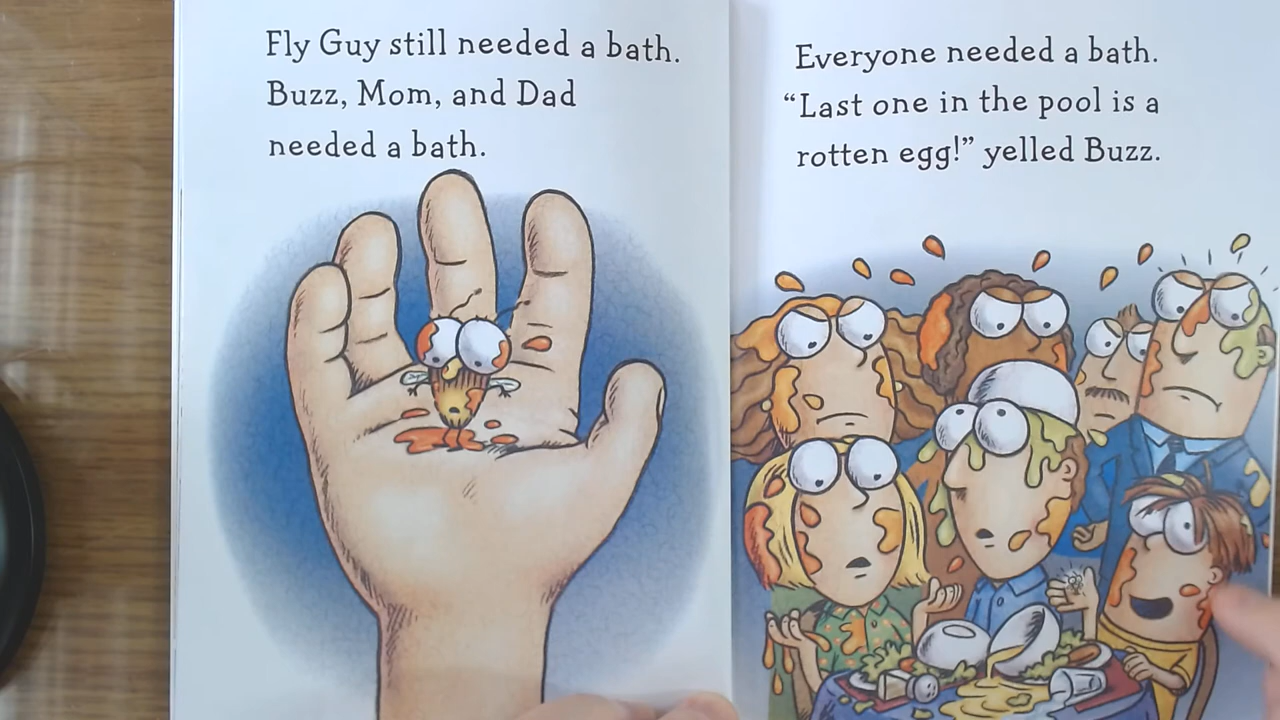 Fly Guy still needed a bath.
Buzz, Mom, and Dad
needed a bath.
Everyone needed a bath.
“Last one in the pool is a
rotten egg!” yelled Buzz.